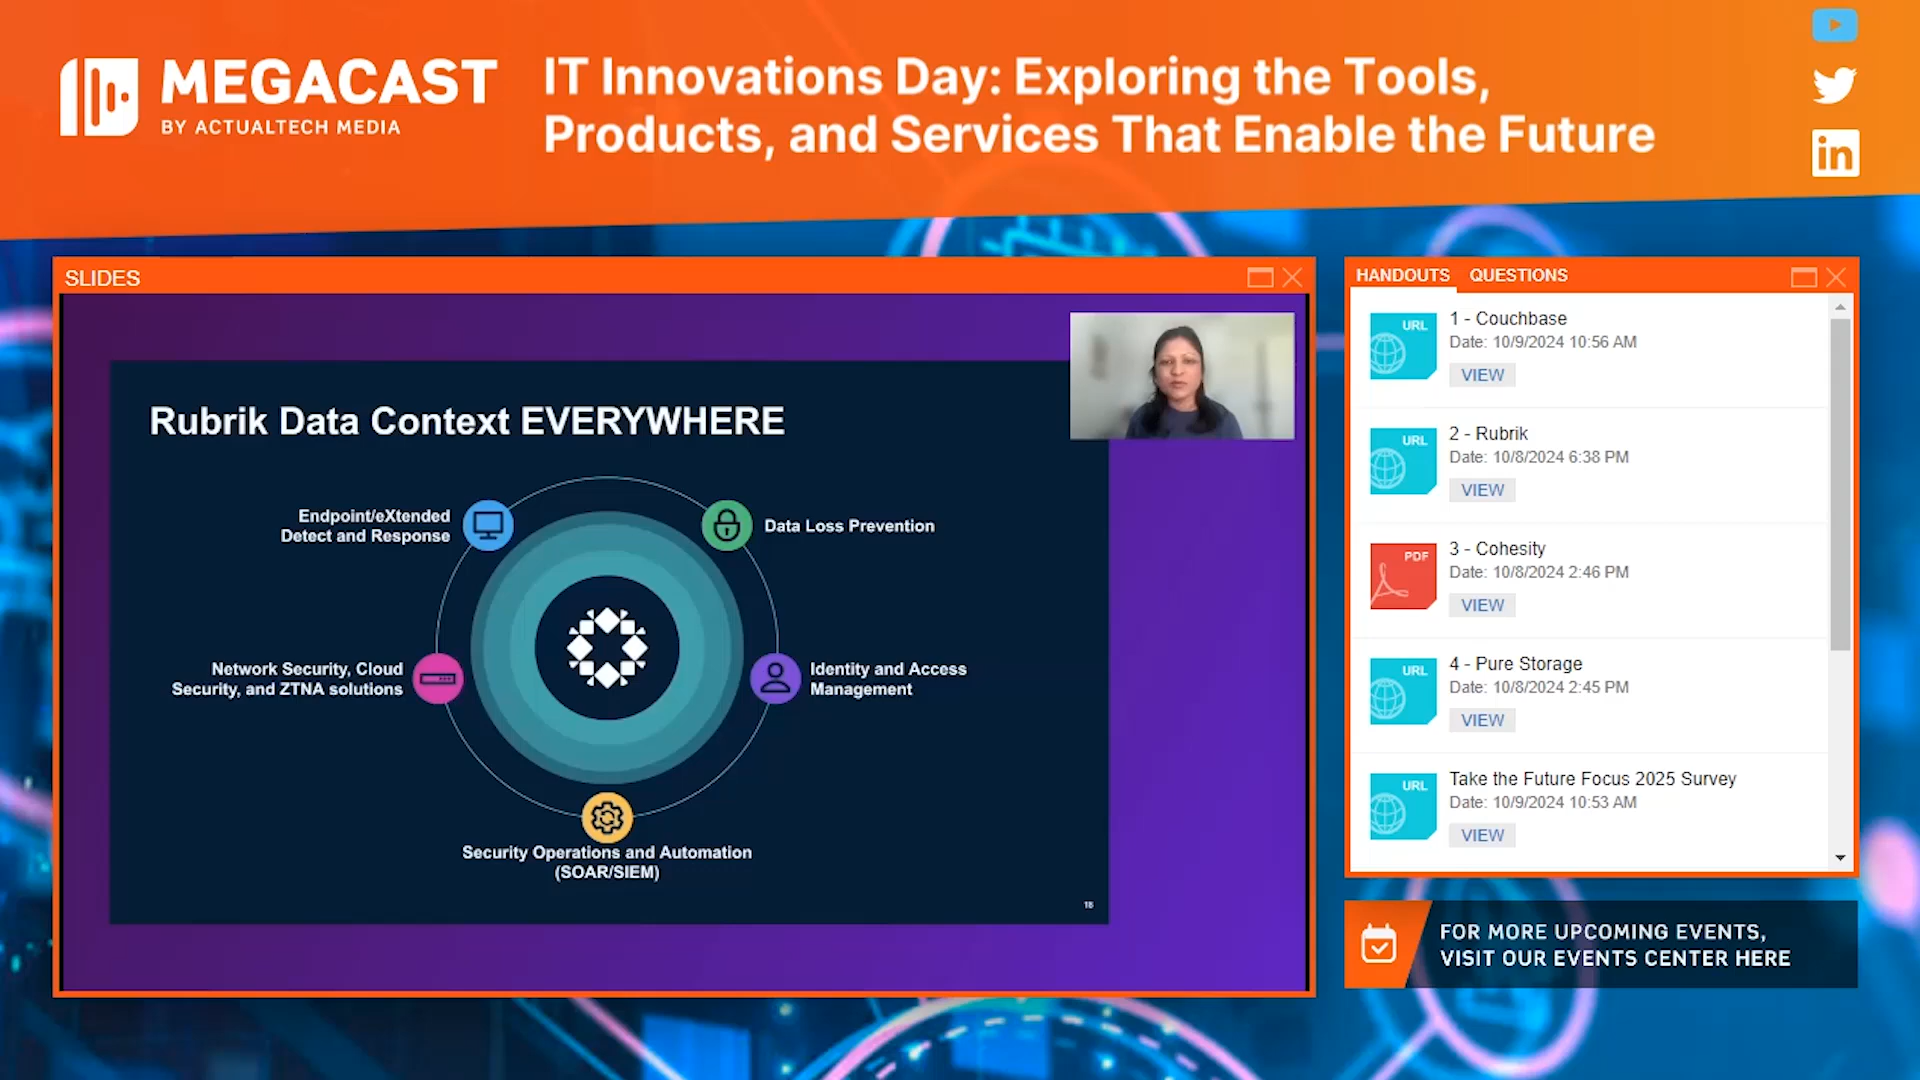 MEGACAST
BY ACTUALTECH MEDIA
IT Innovations Day: Exploring the Tools,
Products, and Services That Enable the Future
in
SLIDES
Rubrik Data Context EVERYWHERE
Endpoint/eXtended
Detect and Response
Data Loss Prevention
Network Security, Cloud
Security, and ZTNA solutions
Identity and Access
Management
Security Operations and Automation
(SOAR/SIEM)
18
HANDOUTS QUESTIONS
URL
1 - Couchbase
Date: 10/9/2024 10:56 AM
VIEW
URL
2 - Rubrik
Date: 10/8/2024 6:38 PM
VIEW
PDF
3 - Cohesity
Date: 10/8/2024 2:46 PM
VIEW
URL
4 - Pure Storage
Date: 10/8/2024 2:45 PM
VIEW
URL
Take the Future Focus 2025 Survey
Date: 10/9/2024 10:53 AM
VIEW
FOR MORE UPCOMING EVENTS,
VISIT OUR EVENTS CENTER HERE